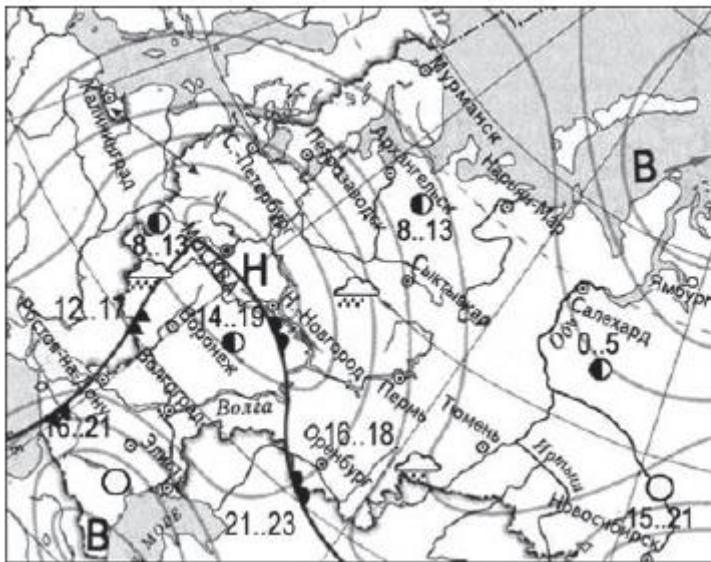 Мурманск
Калининград
С.-Петербург
Петрозаводск
Архангельск
Нарьян-Мар
В
8..13
8..13
МОСКВА
Н
Сыктывкар
Ямбург
Салехард
Обь
0..5
12..17
14..19
Ростов-на-Дону
Воронеж
Н. Новгород
Волгоград
Волга
Пермь
Тюмень
Иртыш
16..21
Элиста
Оренбург
16..18
Новосибирск
15..21
21..23
В
море